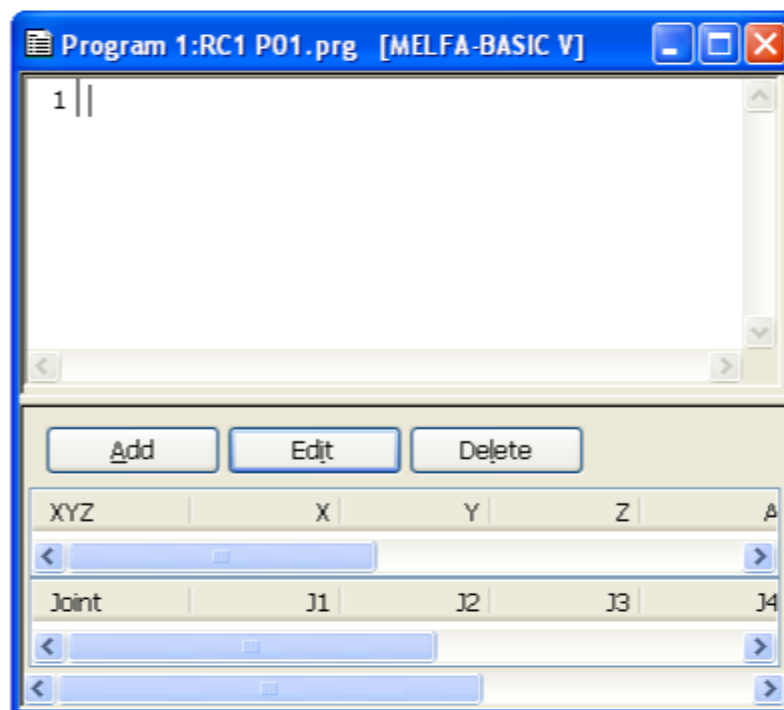 Program 1:RC1 P01.prg [MELFA-BASIC V]
1
Add Edit Delete
XYZ X Y Z A
Joint J1 J2 J3 J4